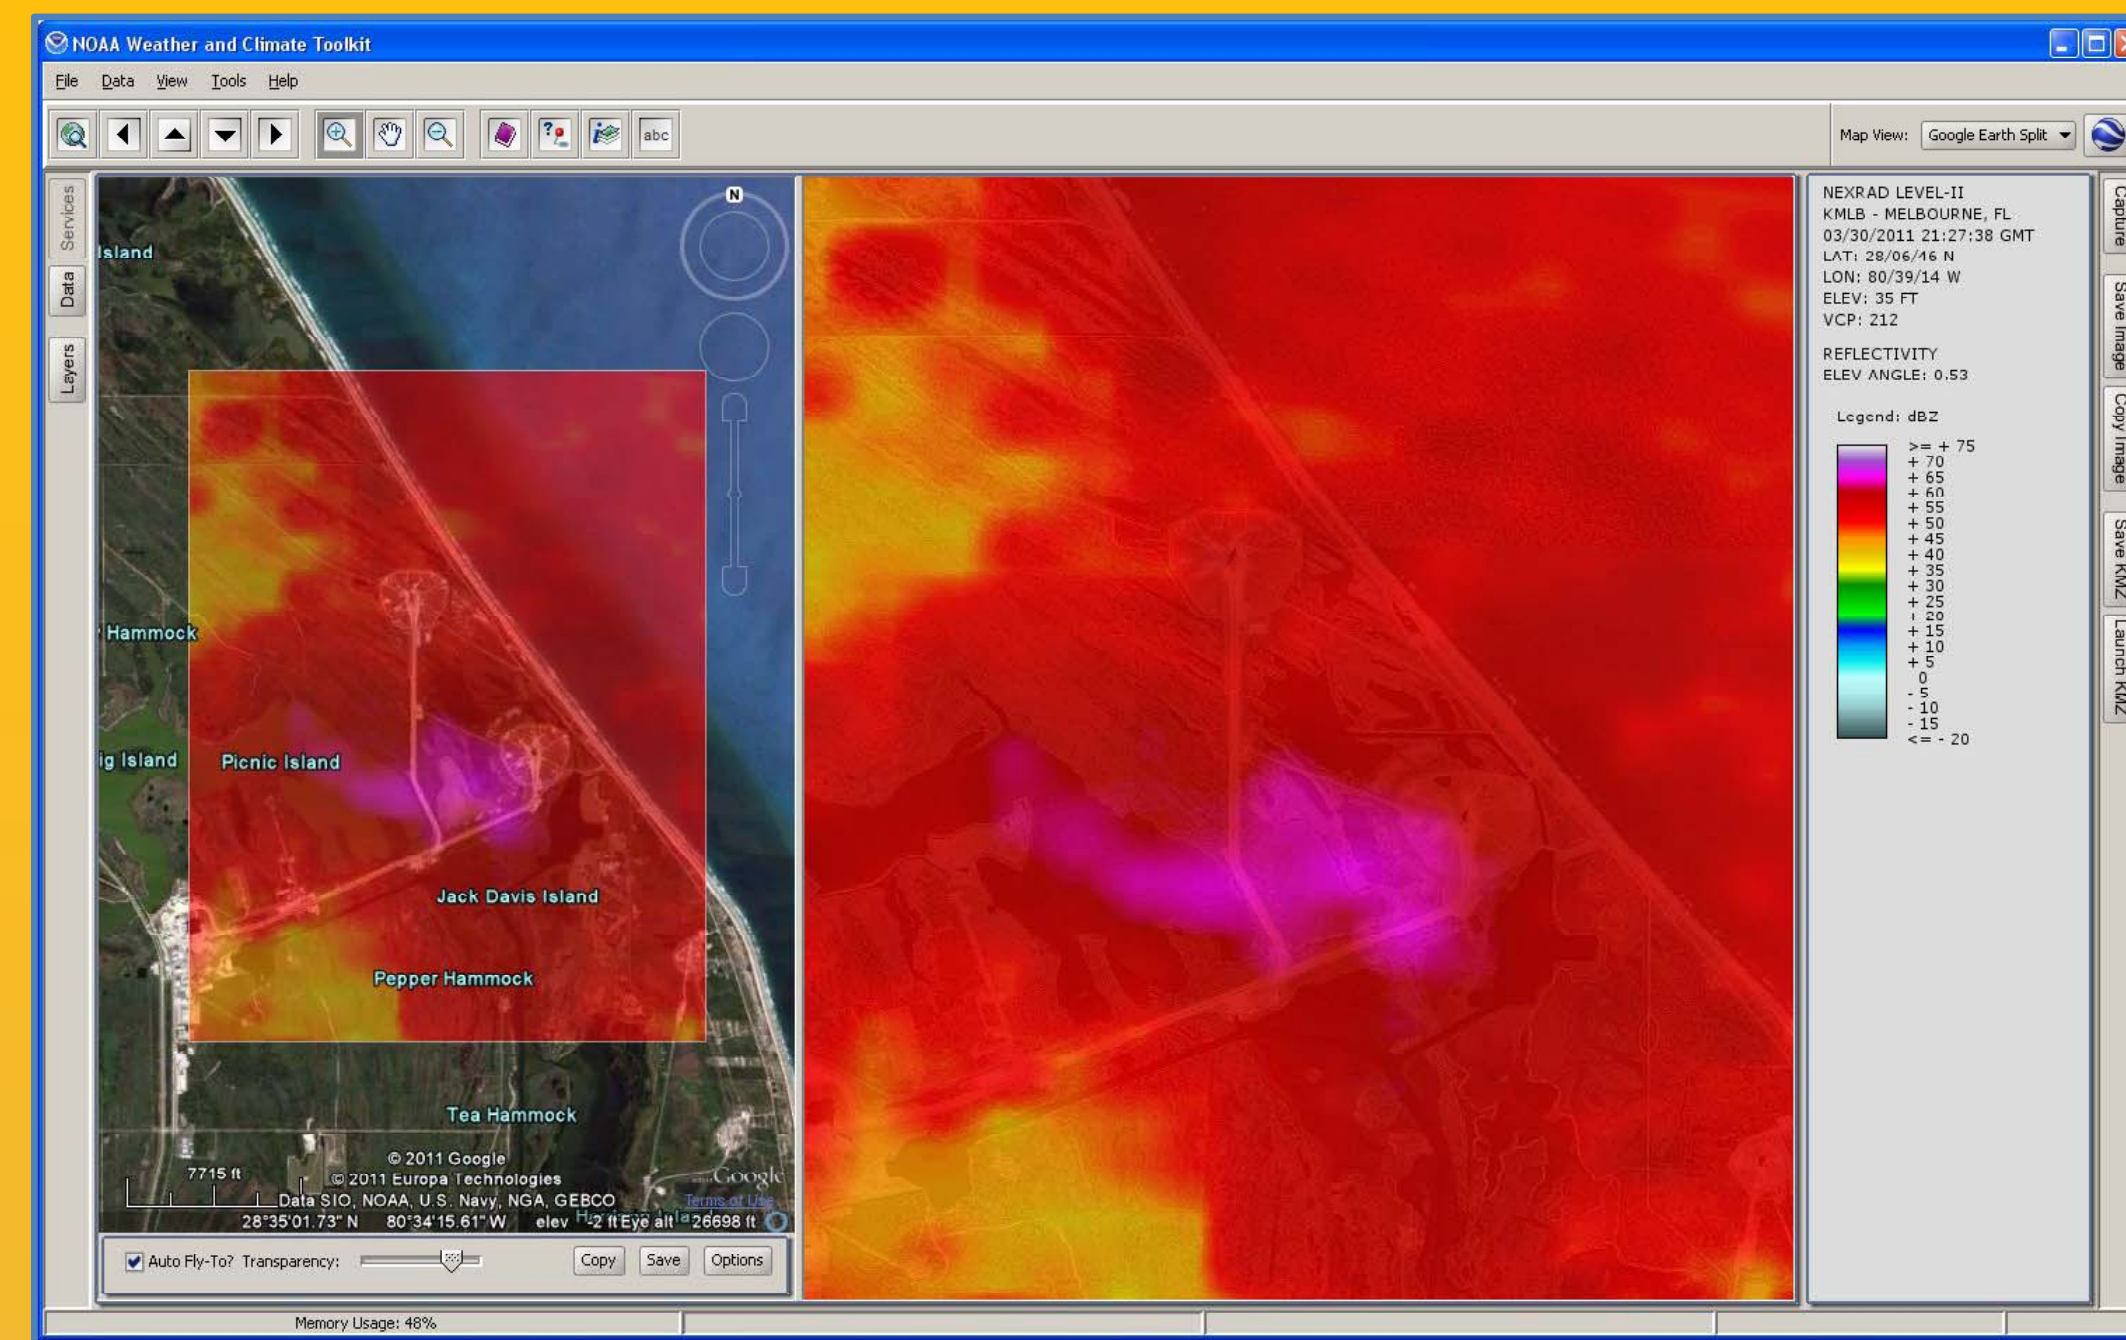 NOAA Weather and Climate Toolkit
File Data View Tools Help
abc
Map View: Google Earth Split
Services
Data
Layers
N
Island
Hammock
ig Island
Picnic Island
Jack Davis Island
Pepper Hammock
Tea Hammock
7715 ft
© 2011 Google
© 2011 Europa Technologies
Data SIO, NOAA, U.S. Navy, NGA, GEBCO
Google
Terms of Use
28°35'01.73" N 80°34'15.61" W elev -2 ft Eye alt 26698 ft
Auto Fly-To? Transparency: Copy Save Options
Memory Usage: 48%
NEXRAD LEVEL-II
KMLB - MELBOURNE, FL
03/30/2011 21:27:38 GMT
LAT: 28/06/46 N
LON: 80/39/14 W
ELEV: 35 FT
VCP: 212
REFLECTIVITY
ELEV ANGLE: 0.53
Legend: dBZ
>= + 75
+ 70
+ 65
+ 60
+ 55
+ 50
+ 45
+ 40
+ 35
+ 30
+ 25
+ 20
+ 15
+ 10
+ 5
0
- 5
- 10
- 15
<= - 20
Capture
Save Image
Copy Image
Save KMZ
Launch KMZ